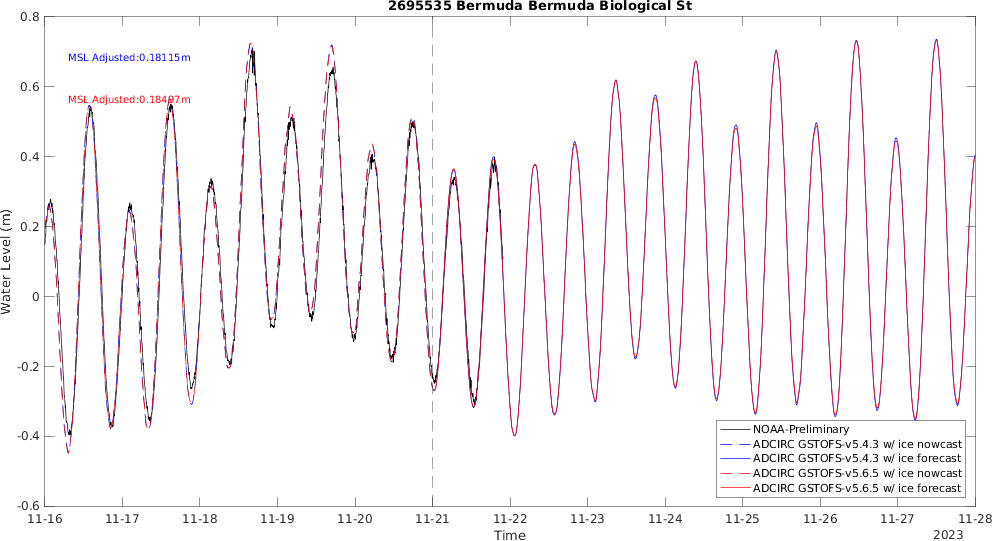 2695535 Bermuda Bermuda Biological St
MSL Adjusted:0.18115m
MSL Adjusted:0.18497m
Water Level (m)
0.8
0.6
0.4
0.2
0
-0.2
-0.4
-0.6
NOAA-Preliminary
ADCIRC GSTOFS-v5.4.3 w/ ice nowcast
ADCIRC GSTOFS-v5.4.3 w/ ice forecast
ADCIRC GSTOFS-v5.6.5 w/ ice nowcast
ADCIRC GSTOFS-v5.6.5 w/ ice forecast
11-16 11-17 11-18 11-19 11-20 11-21 11-22 11-23 11-24 11-25 11-26 11-27 11-28
Time
2023